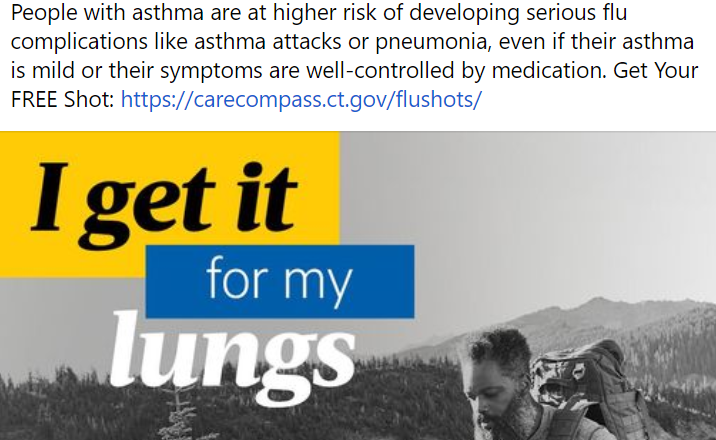 People with asthma are at higher risk of developing serious flu
complications like asthma attacks or pneumonia, even if their asthma
is mild or their symptoms are well-controlled by medication. Get Your
FREE Shot: https://carecompass.ct.gov/flushots/
I get it
for my
lungs